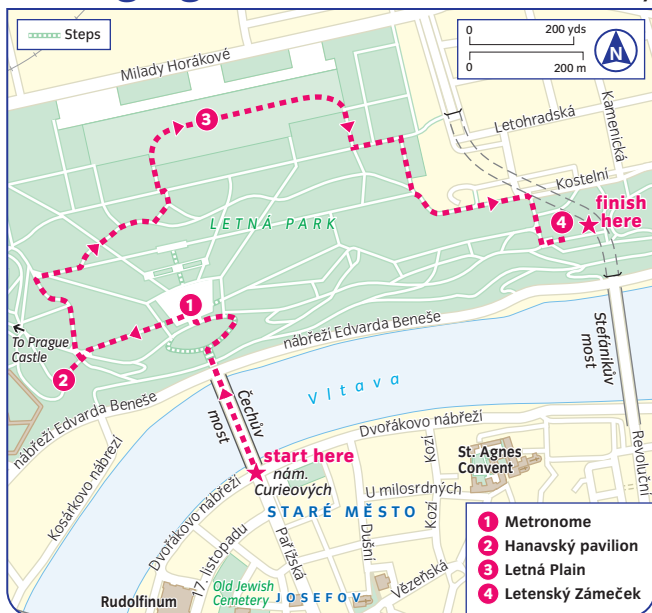 Steps
0 200 yds
0 200 m
N
Milady Horákové
Letohradská
Kamenická
Kostelní
3
LETNÁ PARK
4
finish
here
1
To Prague
Castle
2
nábřeží Edvarda Beneše
nábřeží Edvarda Beneše
Štefánikův
most
Vltava
Čechův
most
Kosárkovo nábřeží
Dvořákovo nábřeží
start here
nám.
Curieových
Dvořákovo nábřeží
Kozí
St. Agnes
Convent
Revoluční
U milosrdných
STARÉ MĚSTO
Kozí
17. listopadu
Pařížská
Dušní
Vězeňská
Old Jewish
Cemetery
JOSEFOV
Rudolfinum
1 Metronome
2 Hanavský pavilion
3 Letná Plain
4 Letenský Zámeček